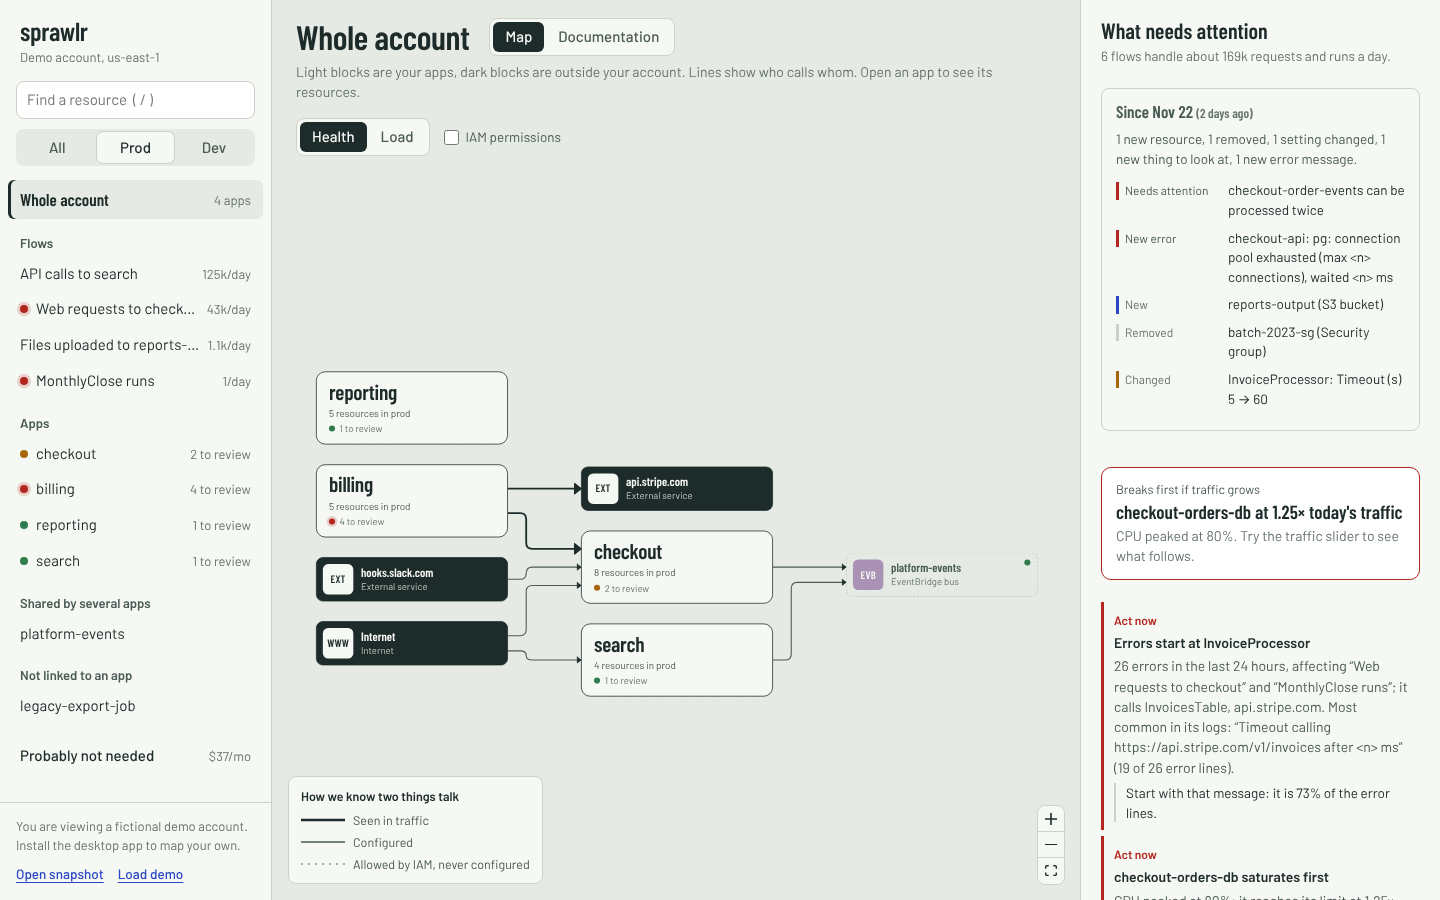 sprawlr
Demo account, us-east-1
Find a resource ( / )
All Prod Dev
Whole account 4 apps
Flows
API calls to search 125k/day
Web requests to check... 43k/day
Files uploaded to reports-... 1.1k/day
MonthlyClose runs 1/day
Apps
checkout 2 to review
billing 4 to review
reporting 1 to review
search 1 to review
Shared by several apps
platform-events
Not linked to an app
legacy-export-job
Probably not needed $37/mo
You are viewing a fictional demo account.
Install the desktop app to map your own.
Open snapshot Load demo
Whole account Map Documentation
Light blocks are your apps, dark blocks are outside your account. Lines show who calls whom. Open an app to see its
resources.
Health Load IAM permissions
reporting
5 resources in prod
1 to review
billing
5 resources in prod
4 to review
EXT hooks.slack.com
External service
WWW Internet
Internet
EXT api.stripe.com
External service
checkout
8 resources in prod
2 to review
search
4 resources in prod
1 to review
EVB platform-events
EventBridge bus
How we know two things talk
Seen in traffic
Configured
Allowed by IAM, never configured
What needs attention
6 flows handle about 169k requests and runs a day.
Since Nov 22 (2 days ago)
1 new resource, 1 removed, 1 setting changed, 1
new thing to look at, 1 new error message.
Needs attention checkout-order-events can be
processed twice
New error checkout-api: pg: connection
pool exhausted (max <n>
connections), waited <n> ms
New reports-output (S3 bucket)
Removed batch-2023-sg (Security
group)
Changed InvoiceProcessor: Timeout (s)
5 → 60
Breaks first if traffic grows
checkout-orders-db at 1.25× today's traffic
CPU peaked at 80%. Try the traffic slider to see
what follows.
Act now
Errors start at InvoiceProcessor
26 errors in the last 24 hours, affecting “Web
requests to checkout” and “MonthlyClose runs”; it
calls InvoicesTable, api.stripe.com. Most
common in its logs: “Timeout calling
https://api.stripe.com/v1/invoices after <n> ms”
(19 of 26 error lines).
Start with that message: it is 73% of the error
lines.
Act now
checkout-orders-db saturates first
CPU peaked at 80%; it reaches its limit at 1.25×